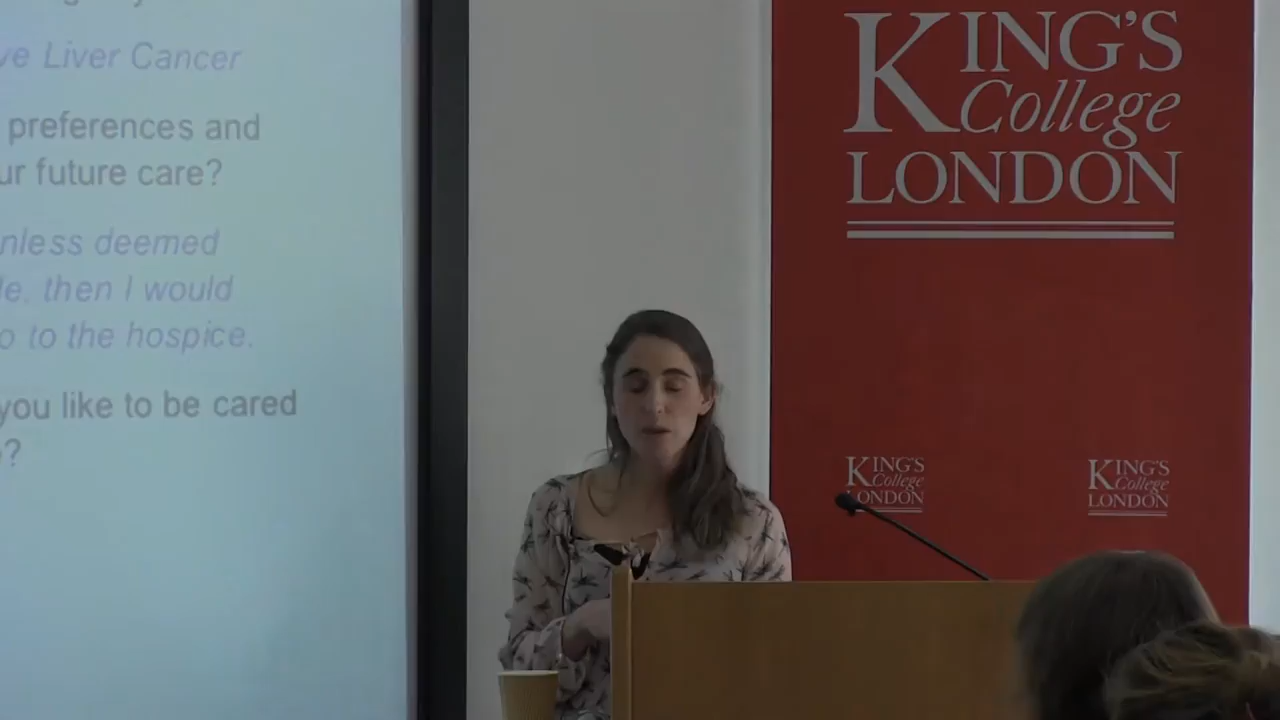 ve Liver Cancer
preferences and
ur future care?
nless deemed
le, then I would
o to the hospice.
you like to be cared
?
KING'S
College
LONDON
KING'S
College
LONDON
KING'S
College
LONDON